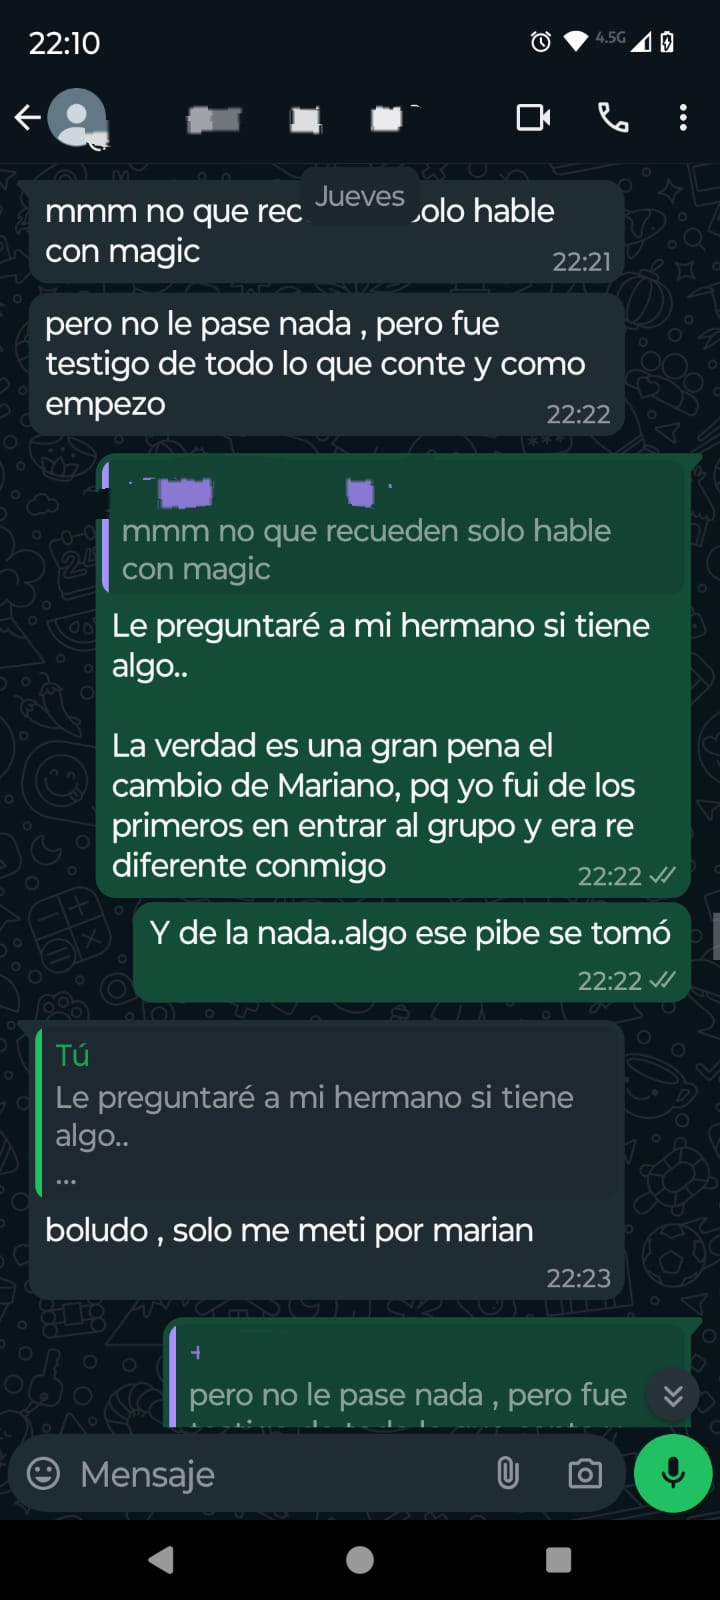 22:10
4.5G
Jueves
mmm no que rec olo hable
con magic
22:21
pero no le pase nada , pero fue
testigo de todo lo que conte y como
empezo
22:22
mmm no que recueden solo hable
con magic
Le preguntaré a mi hermano si tiene
algo..
La verdad es una gran pena el
cambio de Mariano, pq yo fui de los
primeros en entrar al grupo y era re
diferente conmigo
22:22
Y de la nada..algo ese pibe se tomó
22:22
Tú
Le preguntaré a mi hermano si tiene
algo..
...
boludo , solo me meti por marian
22:23
+
pero no le pase nada , pero fue
Mensaje